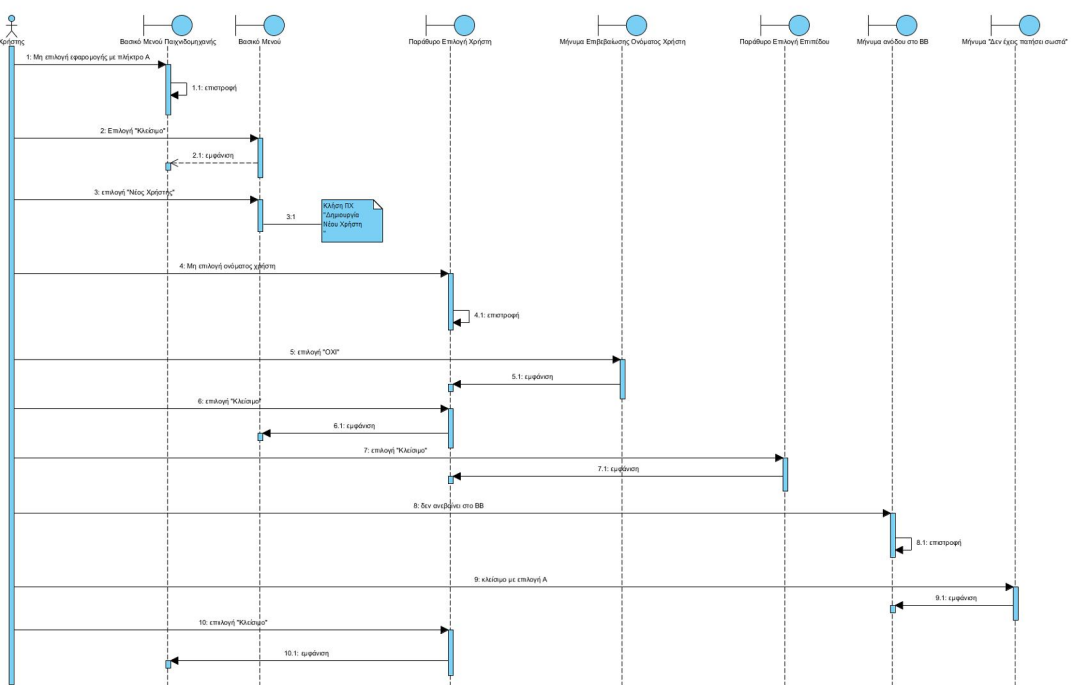 Χρήστης
Βασικό Μενού Παιχνιδομηχανής
Βασικό Μενού
Παράθυρο Επιλογή Χρήστη
Μήνυμα Επιβεβαίωσης Ονόματος Χρήστη
Παράθυρο Επιλογή Επιπέδου
Μήνυμα ανόδου στο BB
Μήνυμα "Δεν έχεις πατήσει σωστά"
1: Μη επιλογή εφαρομογής με πλήκτρο Α
1.1: επιστροφή
2: Επιλογή "Κλείσιμο"
2.1: εμφάνιση
3: επιλογή "Νέος Χρήστης"
3:1
Κλήση ΠΧ
"Δημιουργία
Νέου Χρήστη
"
4: Μη επιλογή ονόματος χρήστη
4.1: επιστροφή
5: επιλογή "ΟΧΙ"
5.1: εμφάνιση
6: επιλογή "Κλείσιμο"
6.1: εμφάνιση
7: επιλογή "Κλείσιμο"
7.1: εμφάνιση
8: δεν ανεβαίνει στο BB
8.1: επιστροφή
9: κλείσιμο με επιλογή Α
9.1: εμφάνιση
10: επιλογή "Κλείσιμο"
10.1: εμφάνιση